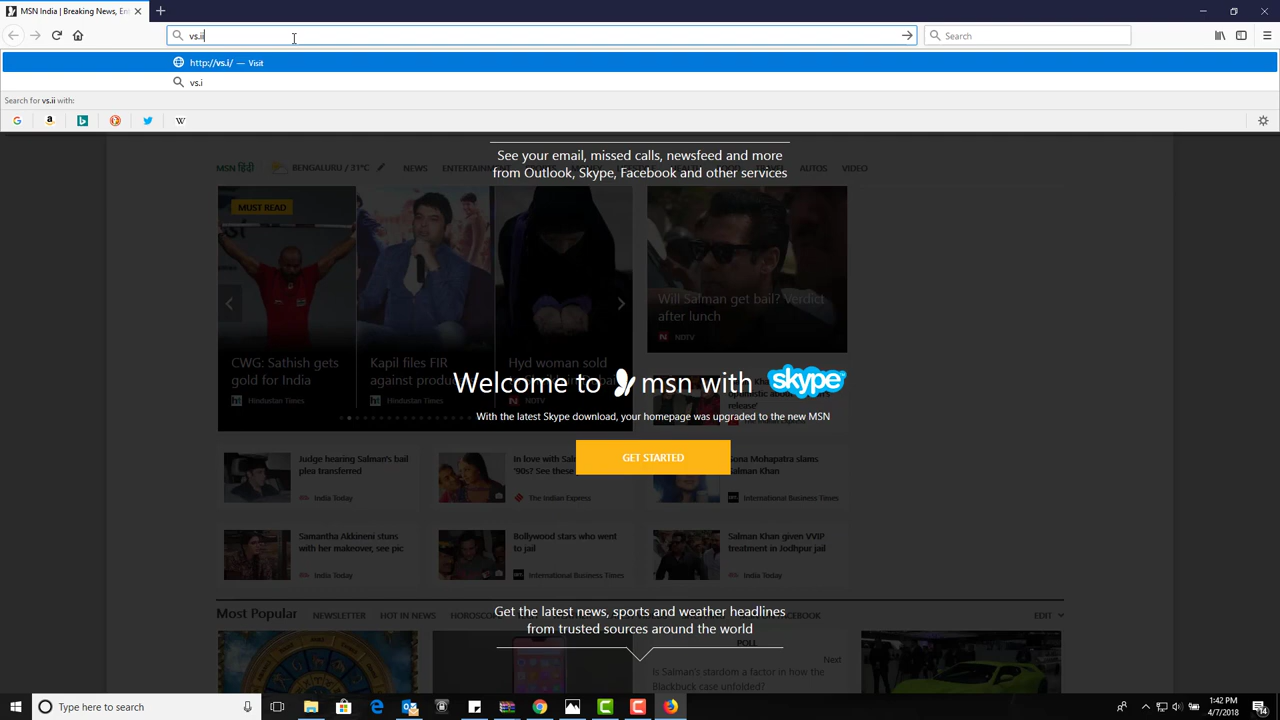 MSN India | Breaking News, En
vs.ii
Search
http://vs.i/ — Visit
vs.i
Search for vs.ii with:
See your email, missed calls, newsfeed and more
from Outlook, Skype, Facebook and other services
MSN हिंदी
BENGALURU / 31°C
NEWS
AUTOS
VIDEO
MUST READ
CWG: Sathish gets
gold for India
Hindustan Times
Kapil files FIR
against
Hindustan Times
Hyd woman sold
NDTV
Will Salman get bail? Verdict
after lunch
NDTV
Welcome to msn with skype
With the latest Skype download, your homepage was upgraded to the new MSN
GET STARTED
Judge hearing Salman's bail
plea transferred
India Today
In love with
'90s? See these
The Indian Express
Sona Mohapatra slams
Salman Khan
International Business Times
Samantha Akkineni stuns
with her makeover, see pic
India Today
Bollywood stars who went
to jail
International Business Times
Salman Khan given VVIP
treatment in Jodhpur jail
India Today
Get the latest news, sports and weather headlines
from trusted sources around the world
Most Popular
NEWSLETTER
HOT IN NEWS
EDIT
POLL
Next
Is Salman's stardom a factor in how the
Blackbuck case unfolded?
Type here to search
1:42 PM
4/7/2018
14